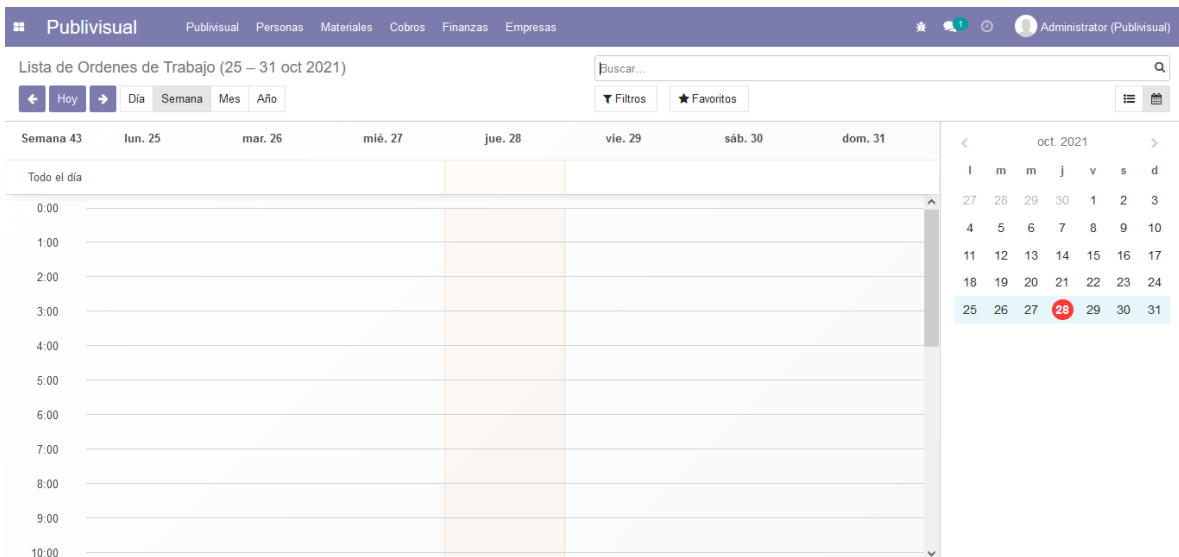 Publivisual Publivisual Personas Materiales Cobros Finanzas Empresas 1 Administrator (Publivisual)
Lista de Ordenes de Trabajo (25 – 31 oct 2021) Buscar...
Hoy Día Semana Mes Año Filtros Favoritos
Semana 43 lun. 25 mar. 26 mié. 27 jue. 28 vie. 29 sáb. 30 dom. 31
Todo el día
0:00
1:00
2:00
3:00
4:00
5:00
6:00
7:00
8:00
9:00
10:00
oct. 2021
l m m j v s d
27 28 29 30 1 2 3
4 5 6 7 8 9 10
11 12 13 14 15 16 17
18 19 20 21 22 23 24
25 26 27 28 29 30 31